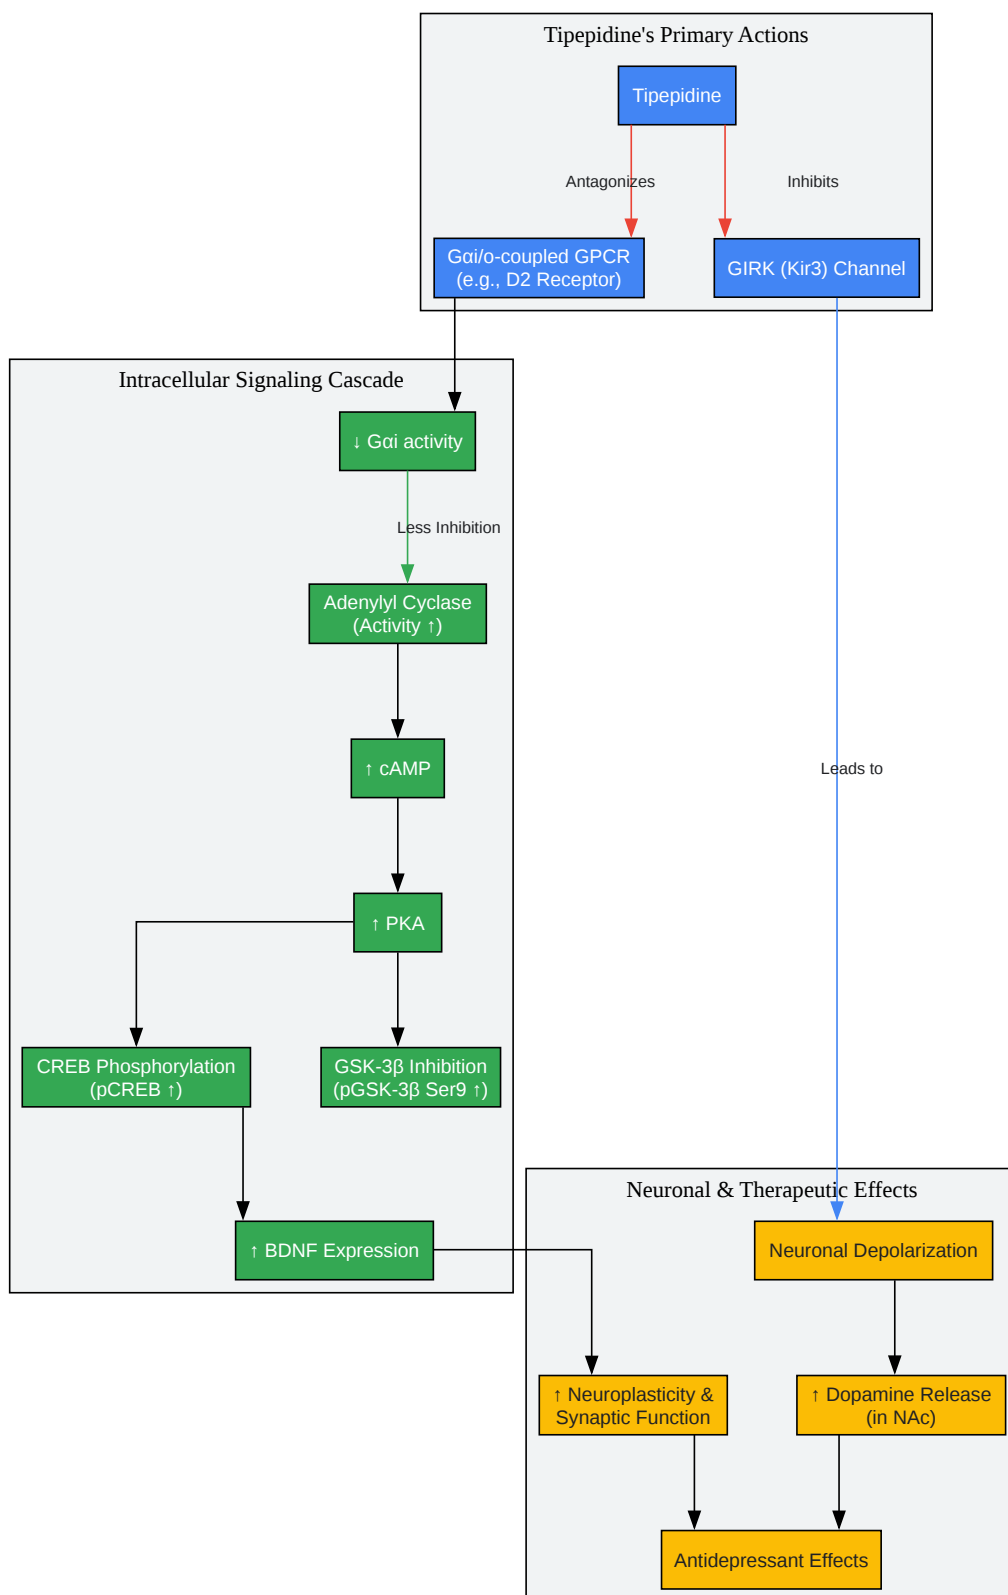 Tipepidine's Primary Actions
Tipepidine
Antagonizes
Inhibits
Gαi/o-coupled GPCR
(e.g., D2 Receptor)
GIRK (Kir3) Channel
Intracellular Signaling Cascade
↓ Gαi activity
Less Inhibition
Adenylyl Cyclase
(Activity ↑)
↑ cAMP
Leads to
↑ PKA
CREB Phosphorylation
(pCREB ↑)
GSK-3β Inhibition
(pGSK-3β Ser9 ↑)
Neuronal & Therapeutic Effects
↑ BDNF Expression
Neuronal Depolarization
↑ Neuroplasticity &
Synaptic Function
↑ Dopamine Release
(in NAc)
Antidepressant Effects